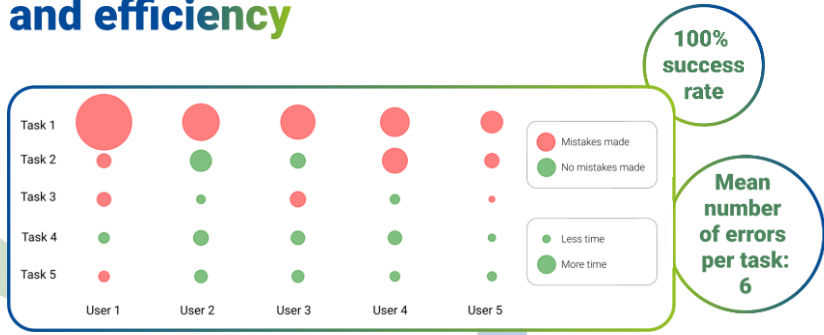 and efficiency
100%
success
rate
Task 1
Task 2
Task 3
Task 4
Task 5
User 1
User 2
User 3
User 4
User 5
Mistakes made
No mistakes made
Less time
More time
Mean
number
of errors
per task:
6